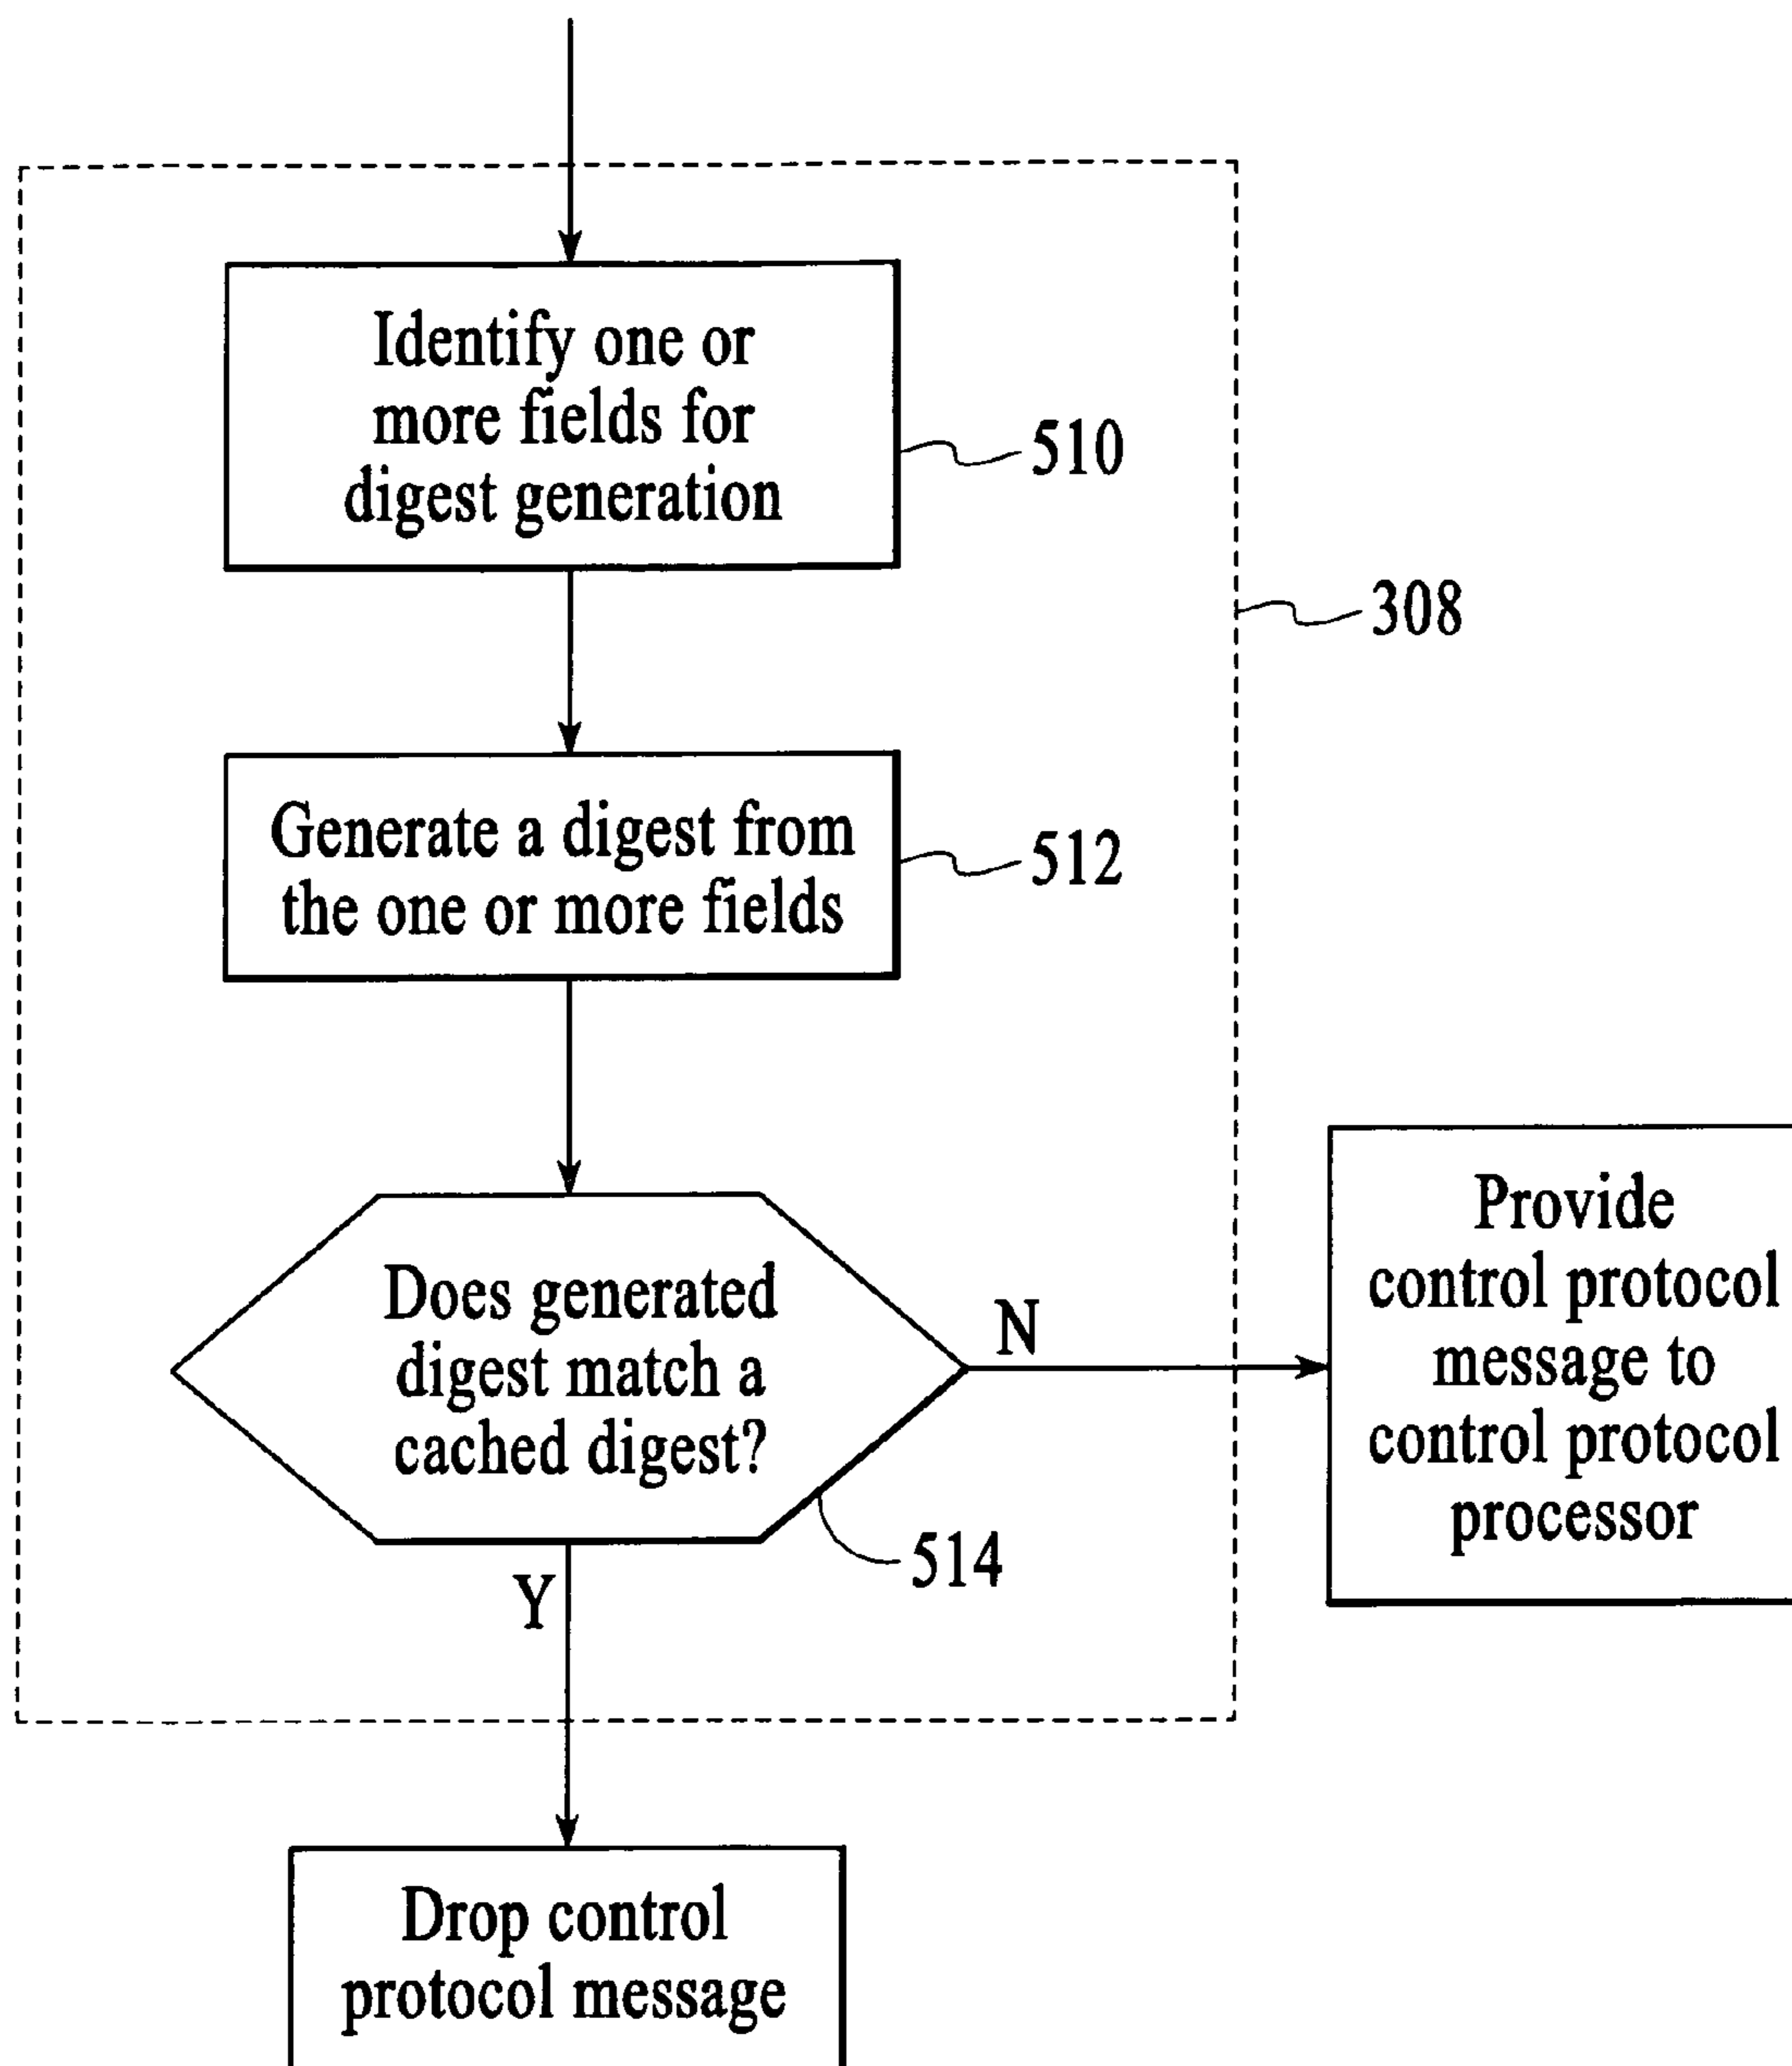 Identify one or
more fields for
digest generation
510
308
Generate a digest from
the one or more fields
512
Does generated
digest match a
cached digest?
N
514
Y
Provide
control protocol
message to
control protocol
processor
Drop control
protocol message